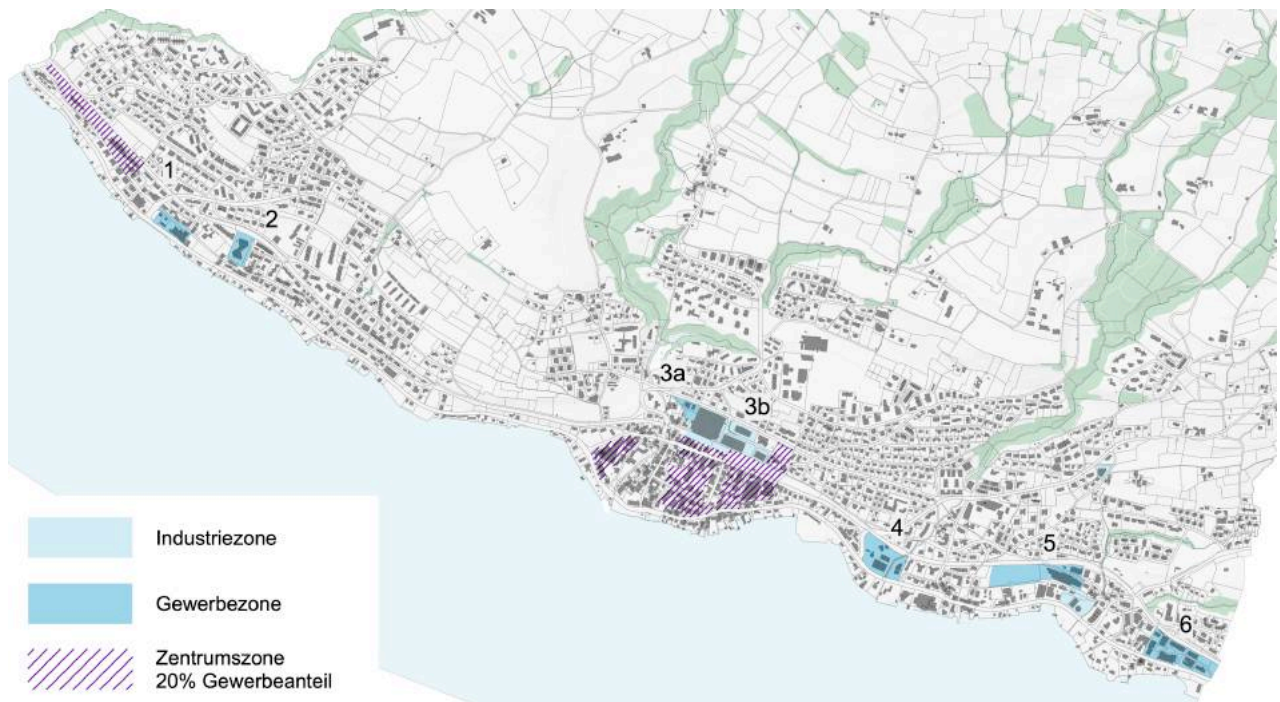 1
2
3a
3b
4
5
6
Industriezone
Gewerbezone
Zentrumszone
20% Gewerbeanteil